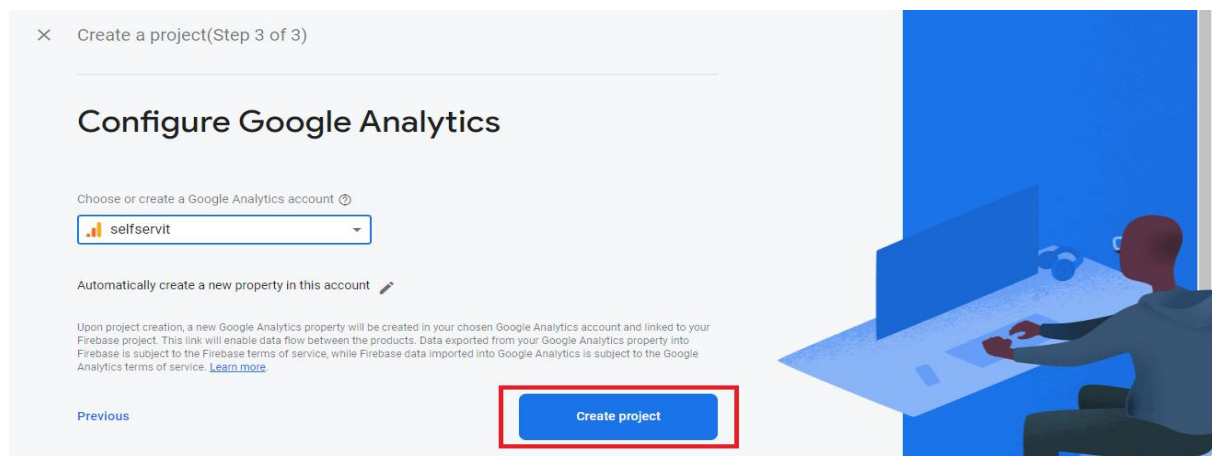 Create a project(Step 3 of 3)
Configure Google Analytics
Choose or create a Google Analytics account
selfservit
Automatically create a new property in this account
Upon project creation, a new Google Analytics property will be created in your chosen Google Analytics account and linked to your
Firebase project. This link will enable data flow between the products. Data exported from your Google Analytics property into
Firebase is subject to the Firebase terms of service, while Firebase data imported into Google Analytics is subject to the Google
Analytics terms of service. Learn more
Previous
Create project